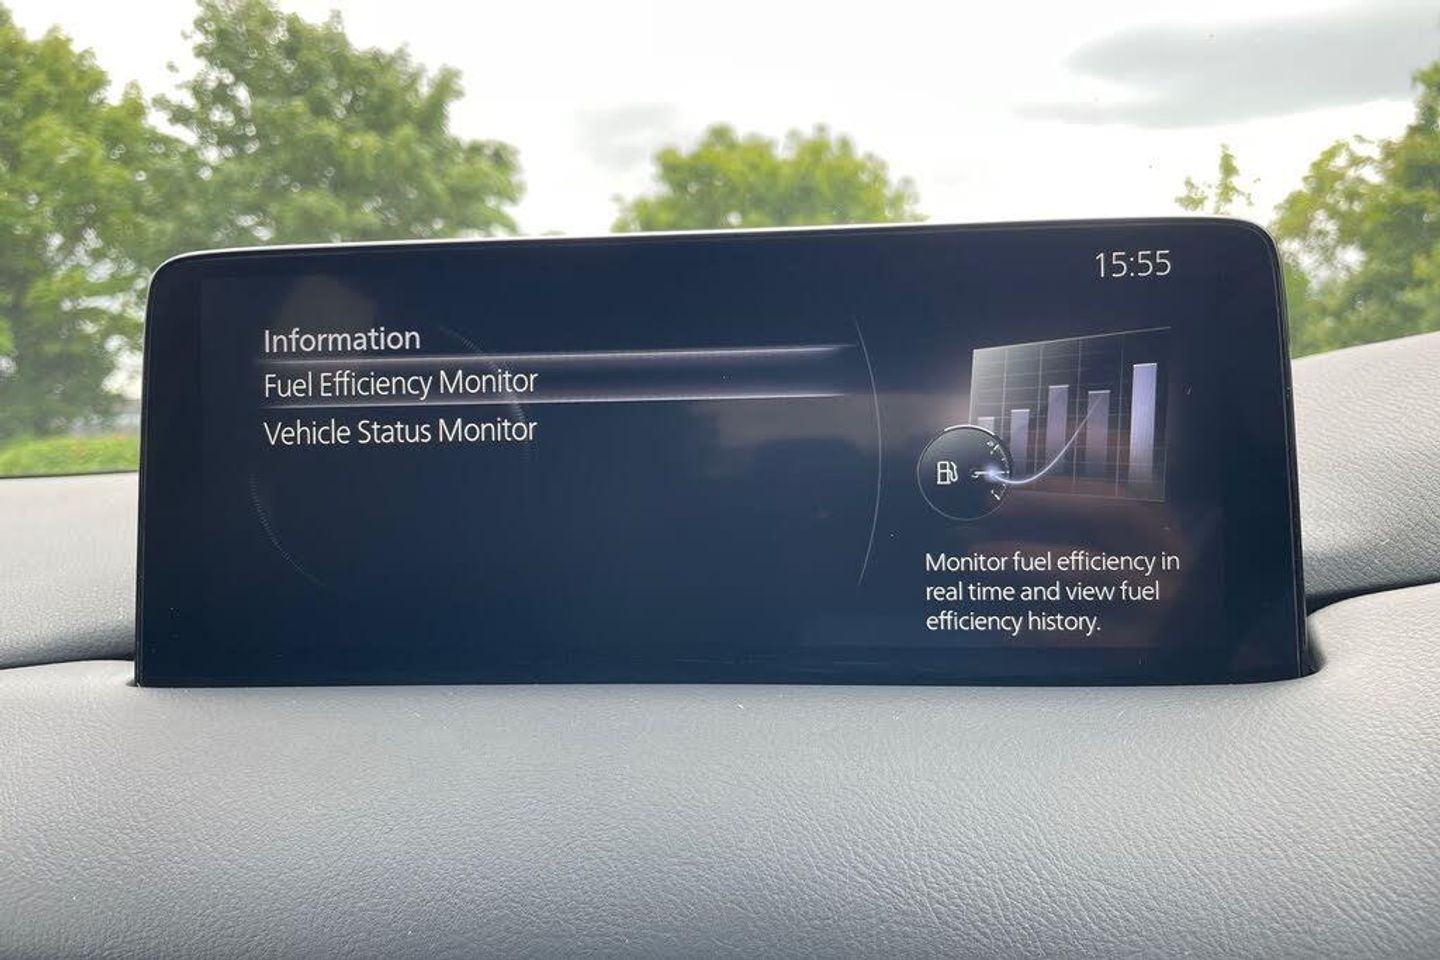 15:55
Information
Fuel Efficiency Monitor
Vehicle Status Monitor
Monitor fuel efficiency in
real time and view fuel
efficiency history.